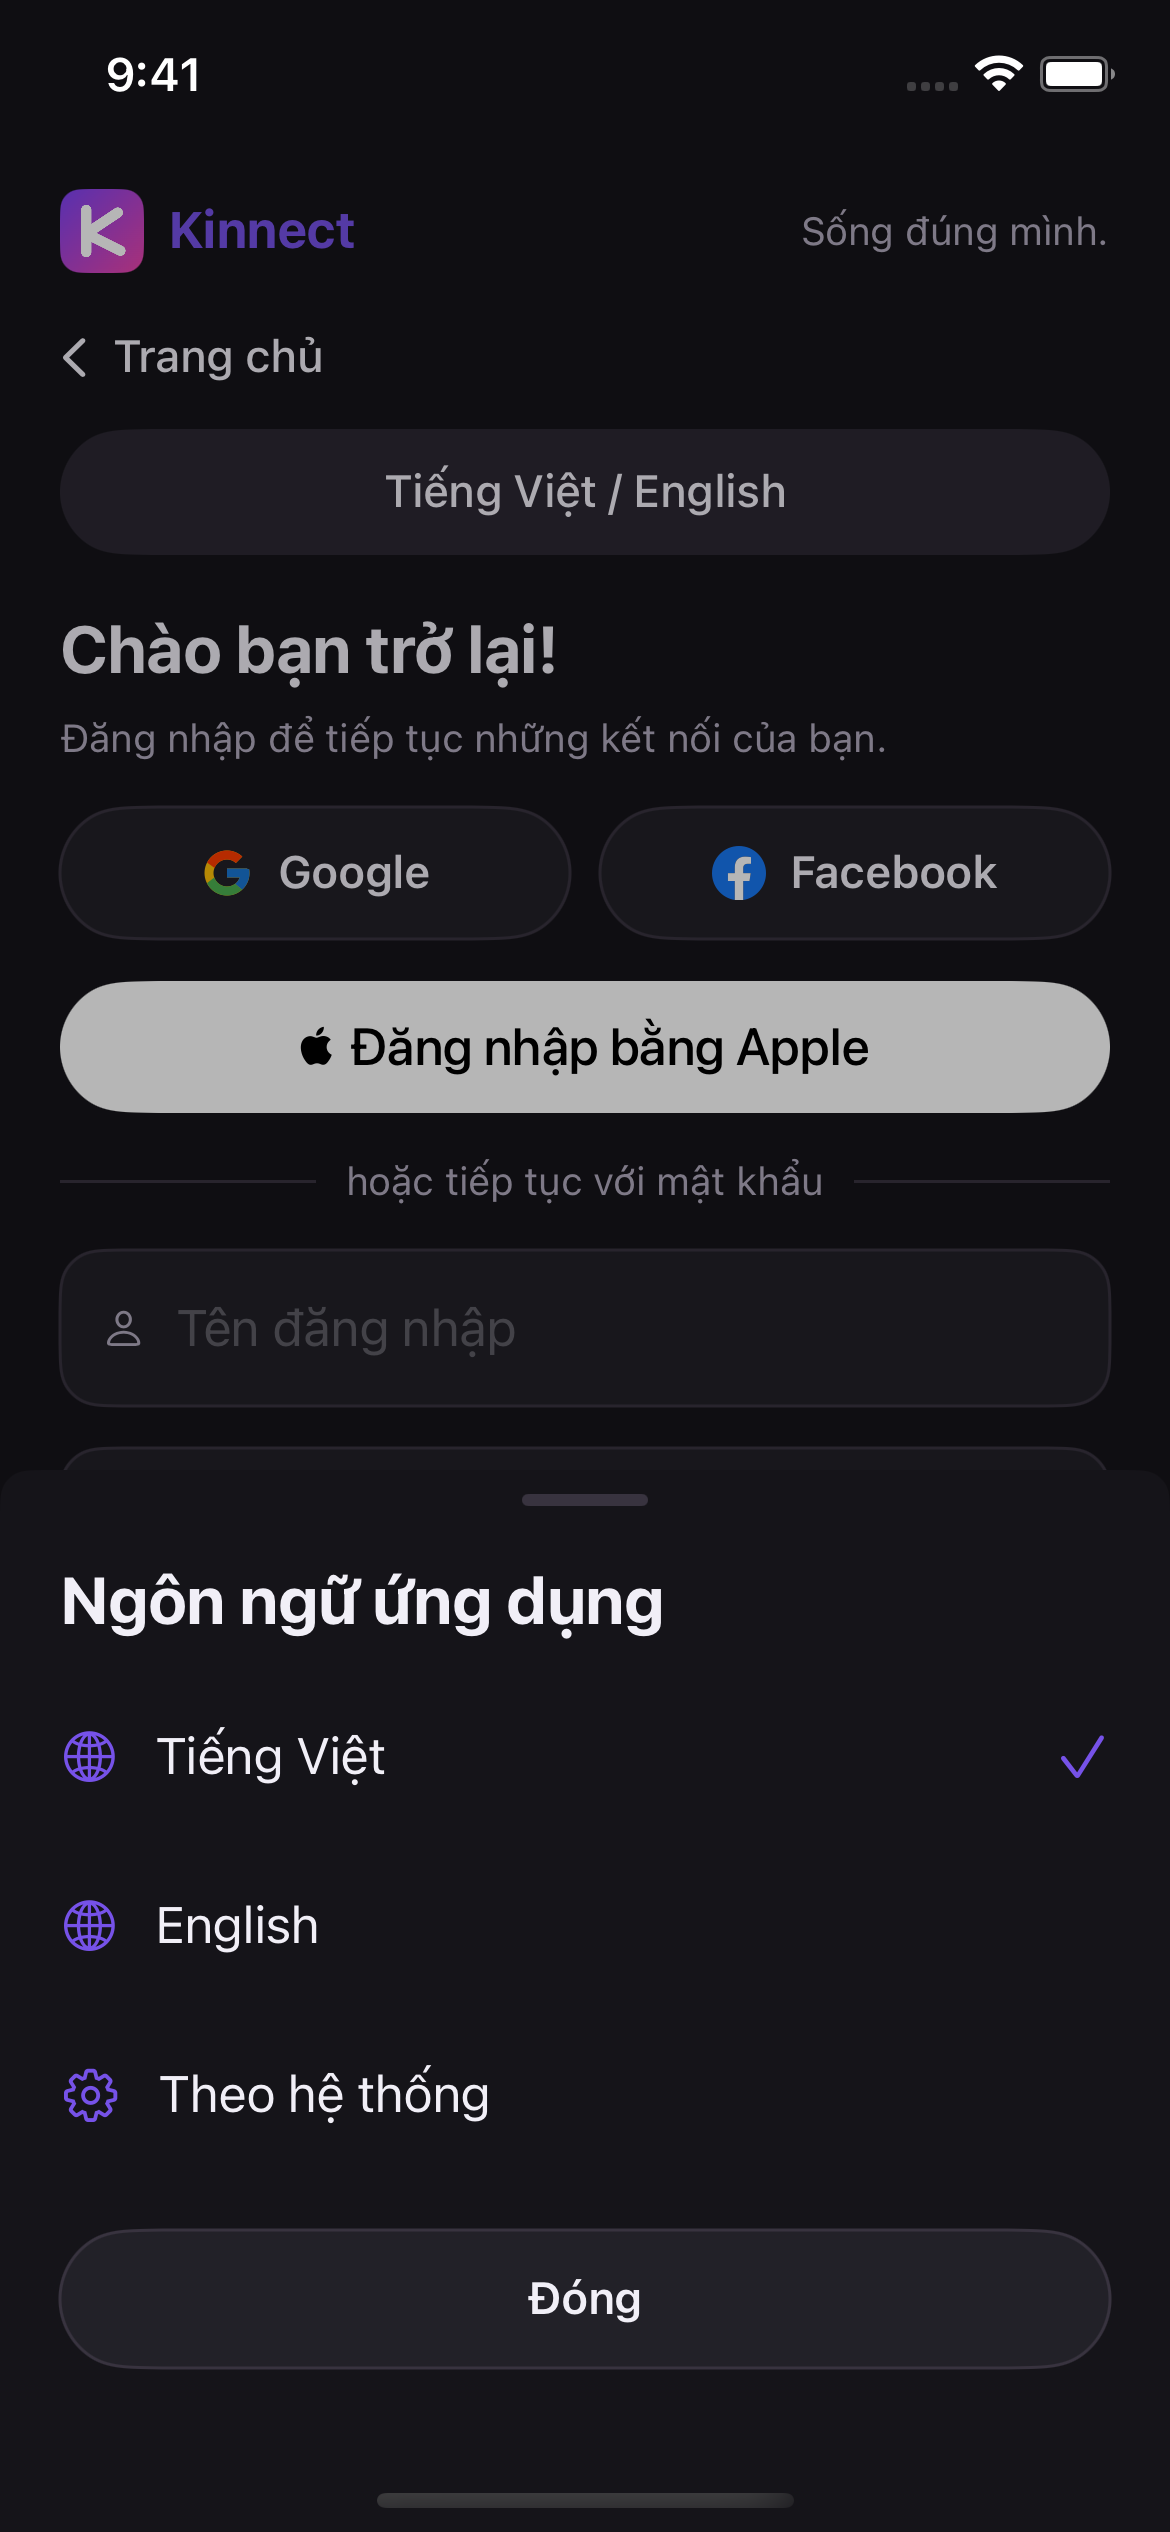 9:41
Kinnect
Sống đúng mình.
Trang chủ
Tiếng Việt / English
Chào bạn trở lại!
Đăng nhập để tiếp tục những kết nối của bạn.
Google
Facebook
Đăng nhập bằng Apple
hoặc tiếp tục với mật khẩu
Tên đăng nhập
Ngôn ngữ ứng dụng
Tiếng Việt
English
Theo hệ thống
Đóng